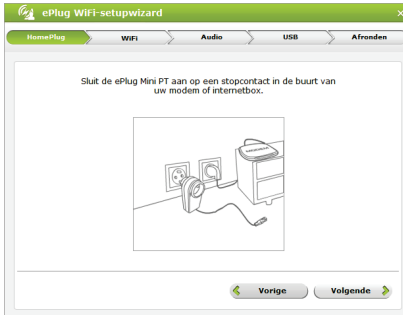 ePlug WiFi-setupwizard
HomePlug
WiFi
Audio
USB
Afronden
Sluit de ePlug Mini PT aan op een stopcontact in de buurt van
uw modem of internetbox.
Vorige
Volgende